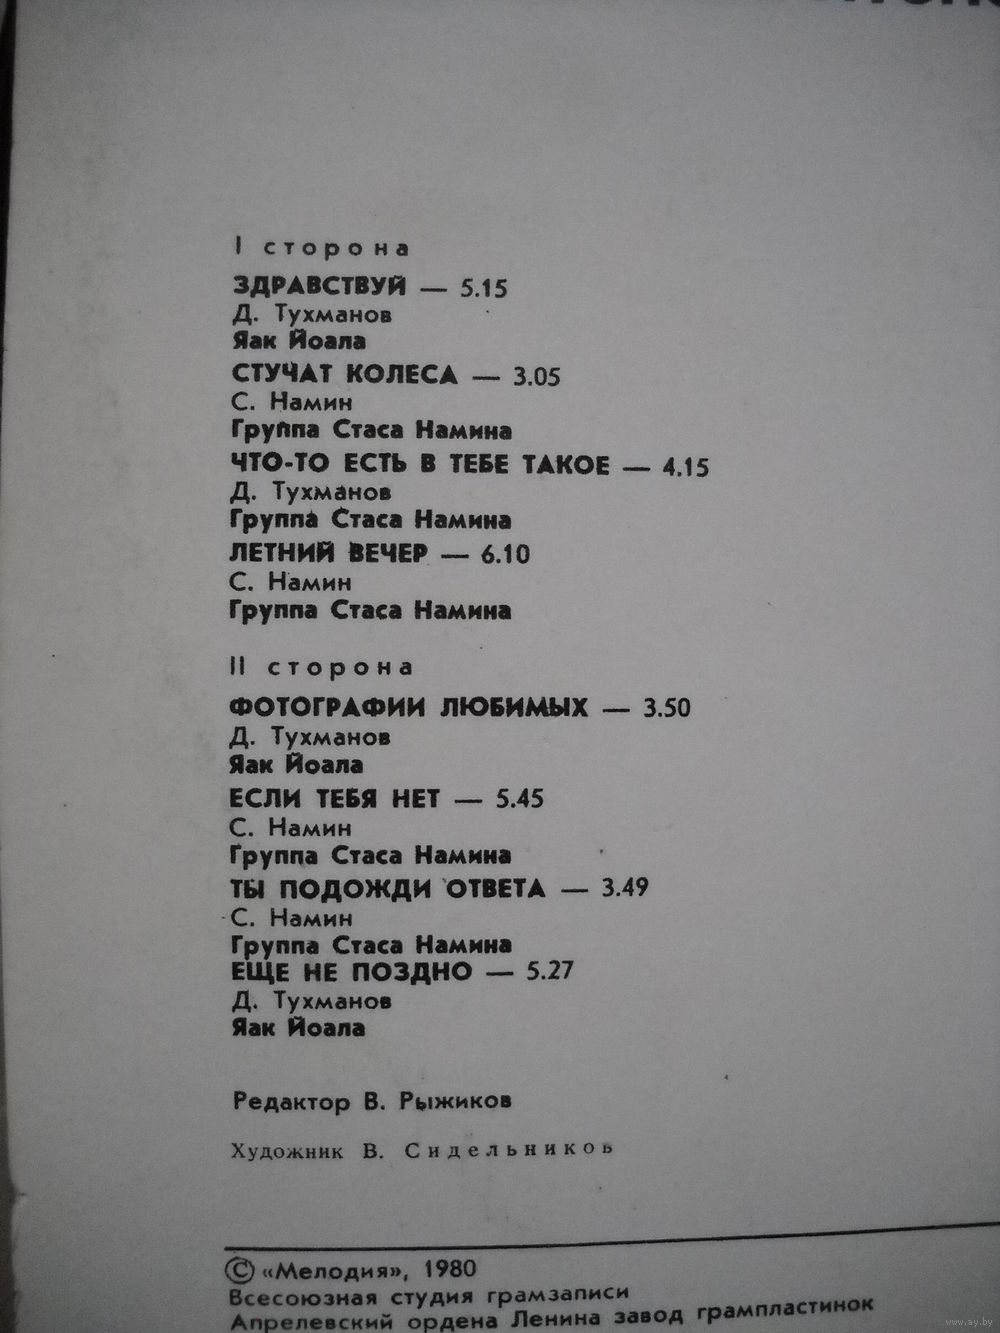 I сторона
ЗДРАВСТВУЙ — 5.15
Д. Тухманов
Яак Йоала
СТУЧАТ КОЛЕСА — 3.05
С. Намин
Группа Стаса Намина
ЧТО-ТО ЕСТЬ В ТЕБЕ ТАКОЕ — 4.15
Д. Тухманов
Группа Стаса Намина
ЛЕТНИЙ ВЕЧЕР — 6.10
С. Намин
Группа Стаса Намина
II сторона
ФОТОГРАФИИ ЛЮБИМЫХ — 3.50
Д. Тухманов
Яак Йоала
ЕСЛИ ТЕБЯ НЕТ — 5.45
С. Намин
Группа Стаса Намина
ТЫ ПОДОЖДИ ОТВЕТА — 3.49
С. Намин
Группа Стаса Намина
ЕЩЕ НЕ ПОЗДНО — 5.27
Д. Тухманов
Яак Йоала
Редактор В. Рыжиков
Художник В. Сидельников
© «Мелодия», 1980
Всесоюзная студия грамзаписи
Апрелевский ордена Ленина завод грампластинок
www.ay.by